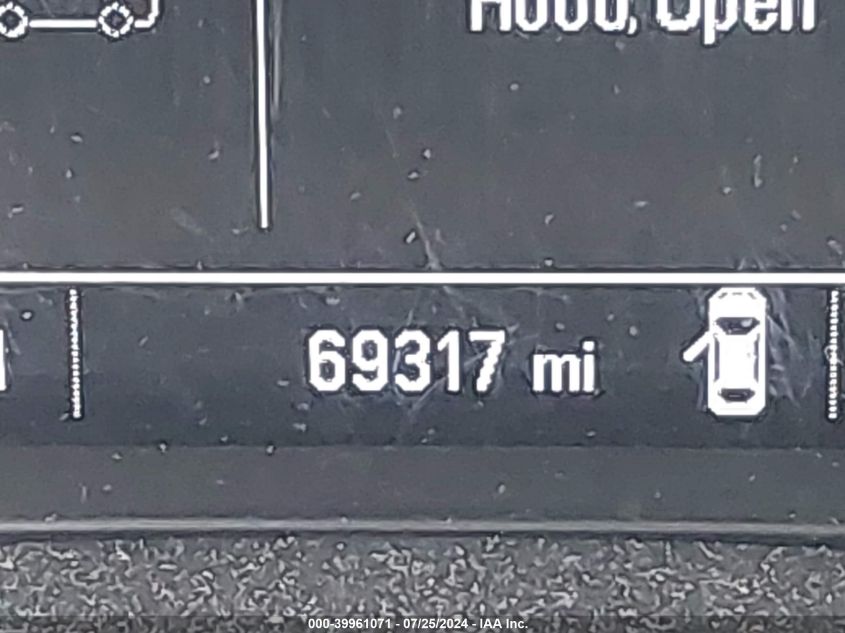 Hood, Open
69317 mi
000-39961071 - 07/25/2024 - IAA Inc.